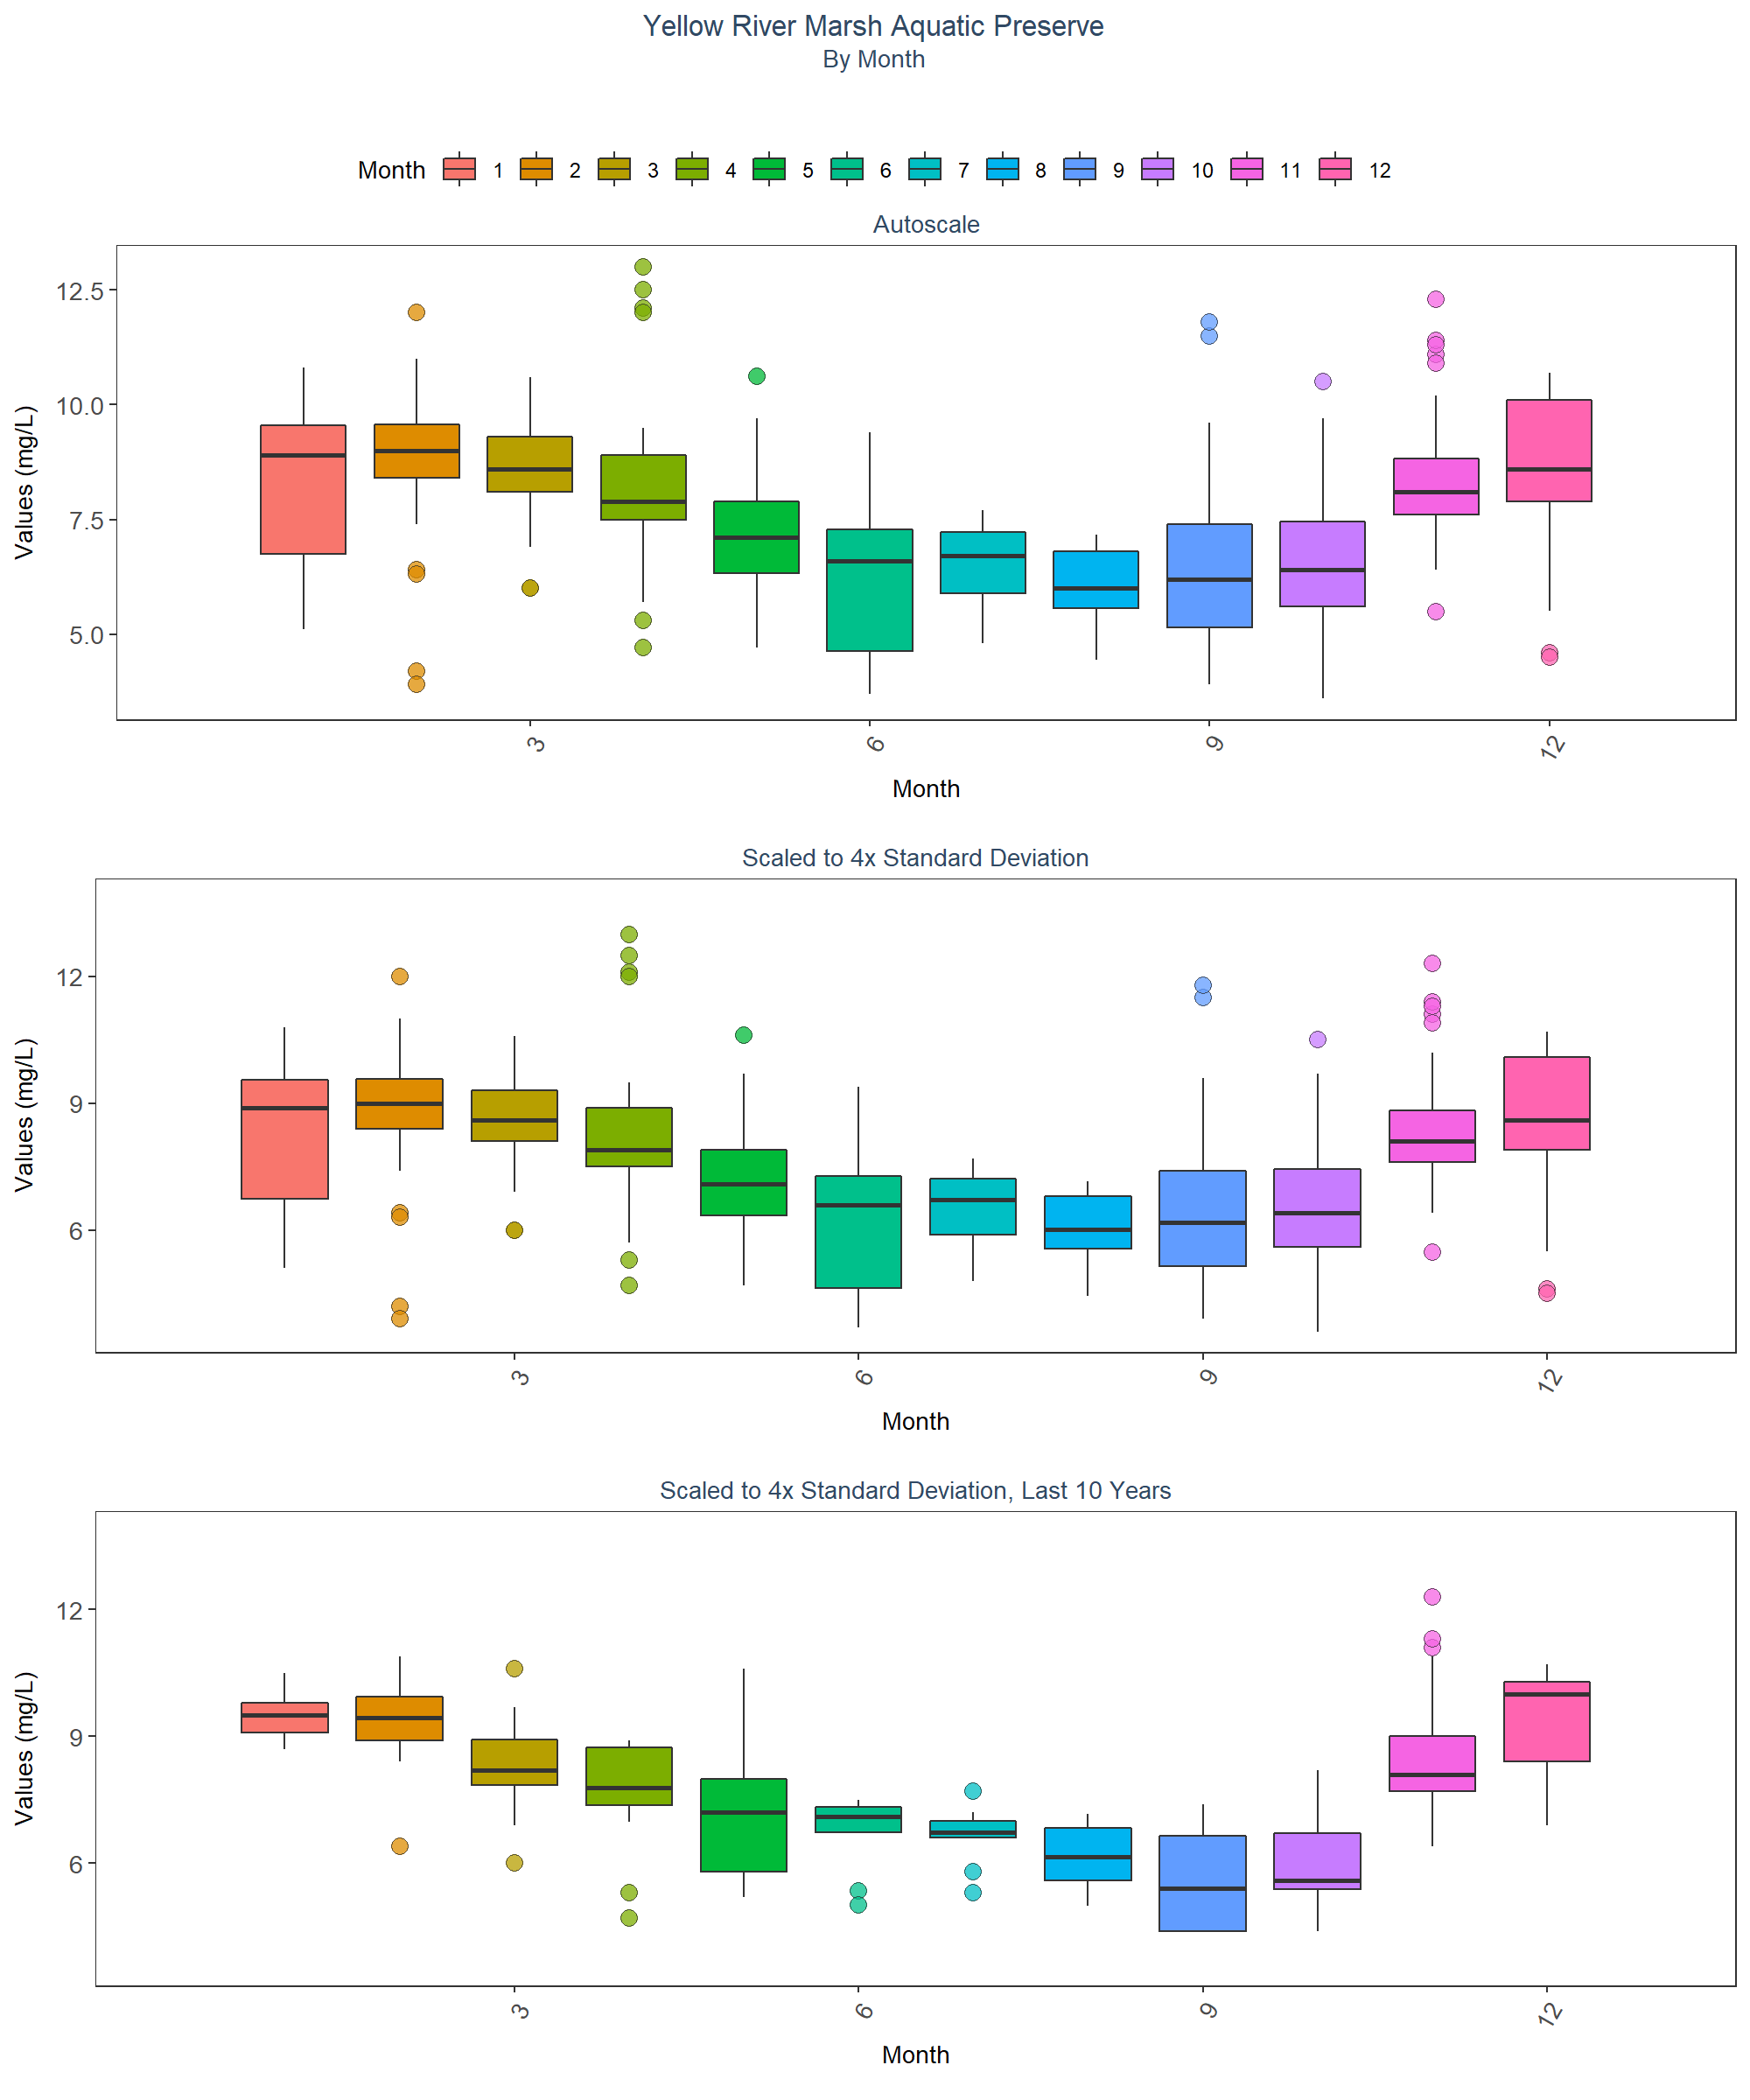 Yellow River Marsh Aquatic Preserve
By Month
Month 1 2 3 4 5 6 7 8 9 10 11 12
Autoscale
12.5
10.0
7.5
5.0
Values (mg/L)
3 6 9 12
Month
Scaled to 4x Standard Deviation
12
9
6
Values (mg/L)
3 6 9 12
Month
Scaled to 4x Standard Deviation, Last 10 Years
12
9
6
Values (mg/L)
3 6 9 12
Month